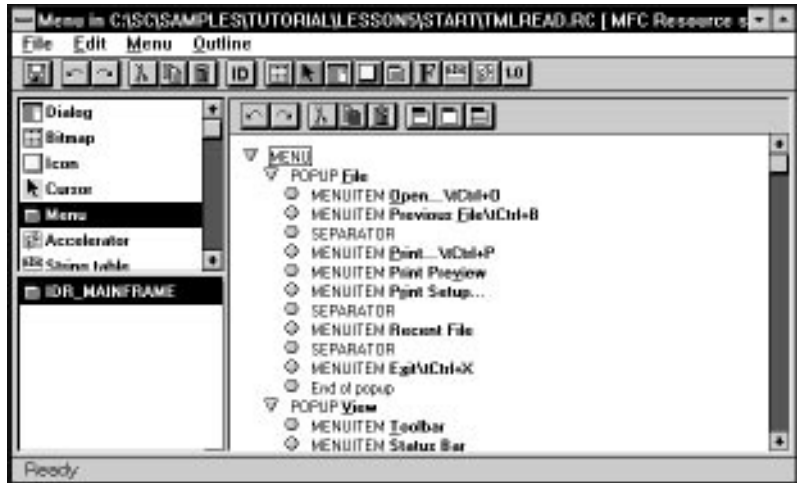 Menu in C:\SC\SAMPLES\TUTORIAL\LESSON5\START\TMLREAD.RC [ MFC Resource s
File Edit Menu Outline
ID
F
1.0
Dialog
Bitmap
Icon
Cursor
Menu
Accelerator
String table
IDR_MAINFRAME
MENU
POPUP File
MENUITEM Open...\tCtrl+O
MENUITEM Previous File\tCtrl+B
SEPARATOR
MENUITEM Print...\tCtrl+P
MENUITEM Print Preview
MENUITEM Print Setup...
SEPARATOR
MENUITEM Recent File
SEPARATOR
MENUITEM Exit\tCtrl+X
End of popup
POPUP View
MENUITEM Toolbar
MENUITEM Status Bar
Ready